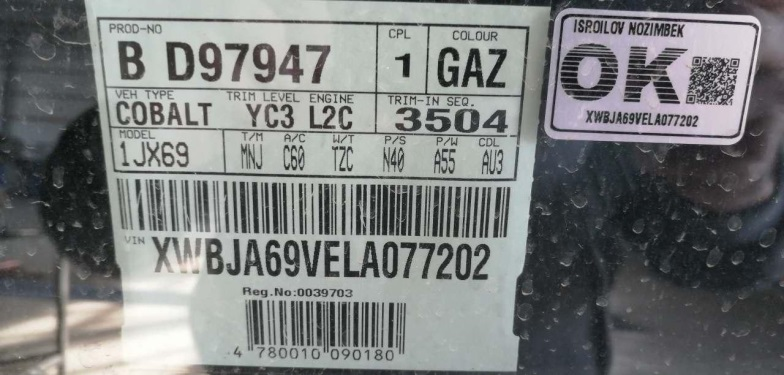 PROD-NO CPL COLOUR
B D97947 1 GAZ
VEH TYPE TRIM LEVEL ENGINE TRIM-IN SEQ.
COBALT YC3 L2C 3504
MODEL T/M A/C W/T P/S P/W CDL
1JX69 MNJ C60 TZC N40 A55 AU3
VIN XWBJA69VELA077202
Reg.No:0039703
4 780010 090180
ISROILOV NOZIMBEK
OK
XWBJA69VELA077202